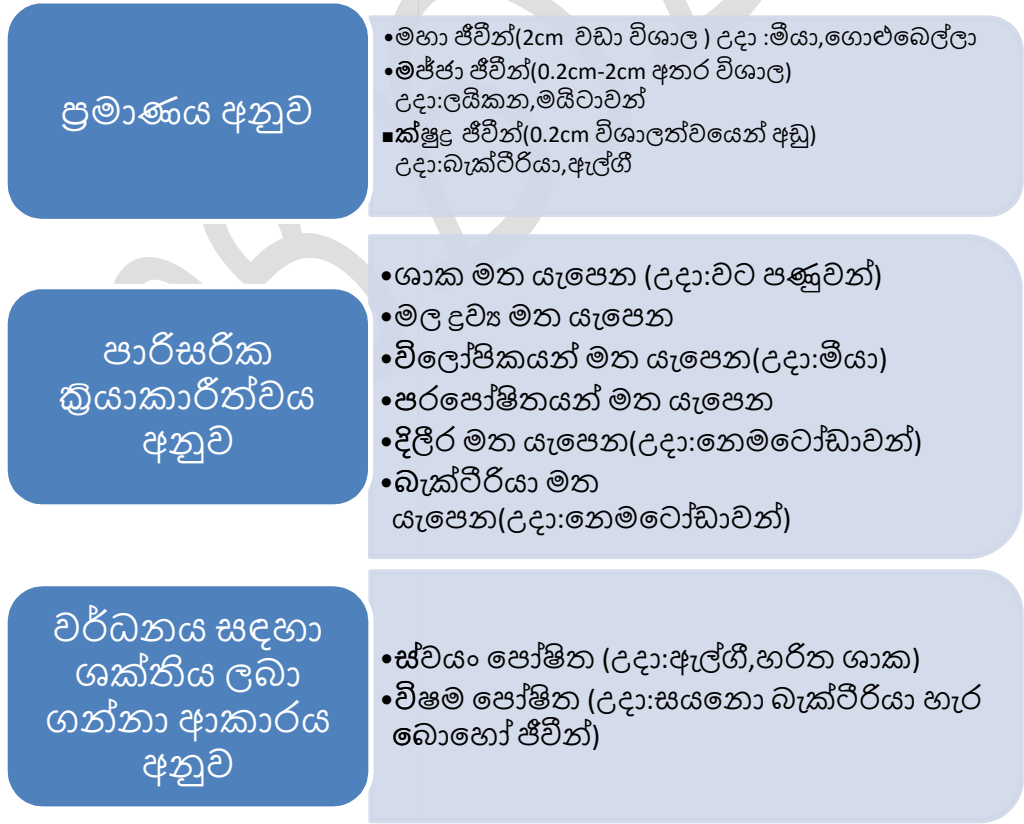 ප්‍රමාණය අනුව
•මහා ජීවීන්(2cm වඩා විශාල ) උදා :මීයා,ගොළුබෙල්ලා
•මජ්ජා ජීවීන්(0.2cm-2cm අතර විශාල)
උදා:ලයිකන,මයිටාවන්
▪ක්ෂුද්‍ර ජීවීන්(0.2cm විශාලත්වයෙන් අඩු)
උදා:බැක්ටීරියා,ඇල්ගී
පාරිසරික
ක්‍රියාකාරීත්වය
අනුව
•ශාක මත යැපෙන (උදා:වට පණුවන්)
•මල ද්‍රව්‍ය මත යැපෙන
•විලෝපිකයන් මත යැපෙන(උදා:මීයා)
•පරපෝෂිතයන් මත යැපෙන
•දිලීර මත යැපෙන(උදා:නෙමටෝඩාවන්)
•බැක්ටීරියා මත
යැපෙන(උදා:නෙමටෝඩාවන්)
වර්ධනය සඳහා
ශක්තිය ලබා
ගන්නා ආකාරය
අනුව
•ස්වයං පෝෂිත (උදා:ඇල්ගී,හරිත ශාක)
•විෂම පෝෂිත (උදා:සයනො බැක්ටීරියා හැර
බොහෝ ජීවීන්)